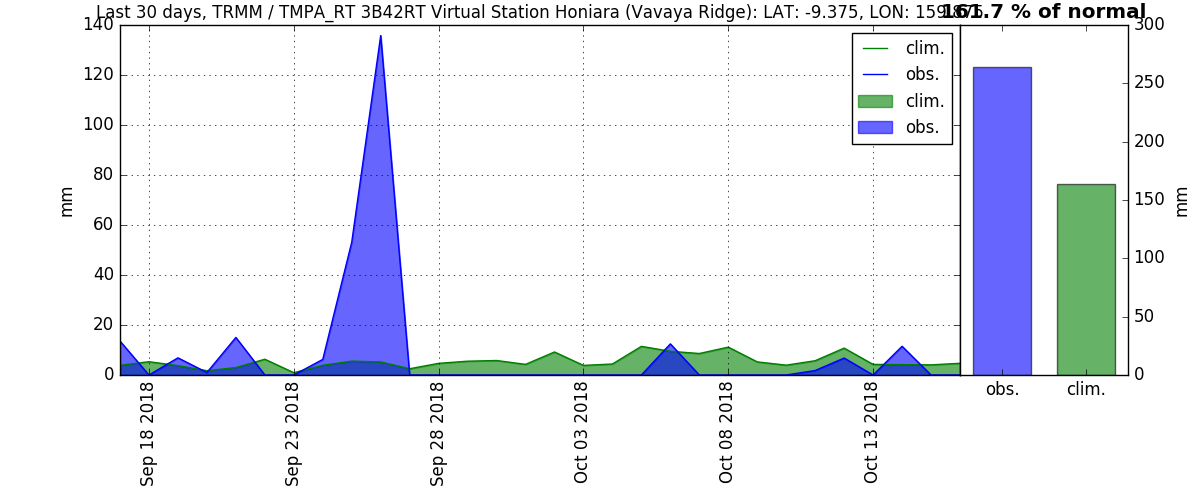 Last 30 days, TRMM / TMPA_RT 3B42RT Virtual Station Honiara (Vavaya Ridge): LAT: -9.375, LON:
161.7 % of normal
140
120
100
80
60
40
20
0
mm
clim.
obs.
clim.
obs.
Sep 18 2018
Sep 23 2018
Sep 28 2018
Oct 03 2018
Oct 08 2018
Oct 13 2018
300
250
200
150
100
50
0
mm
obs.
clim.